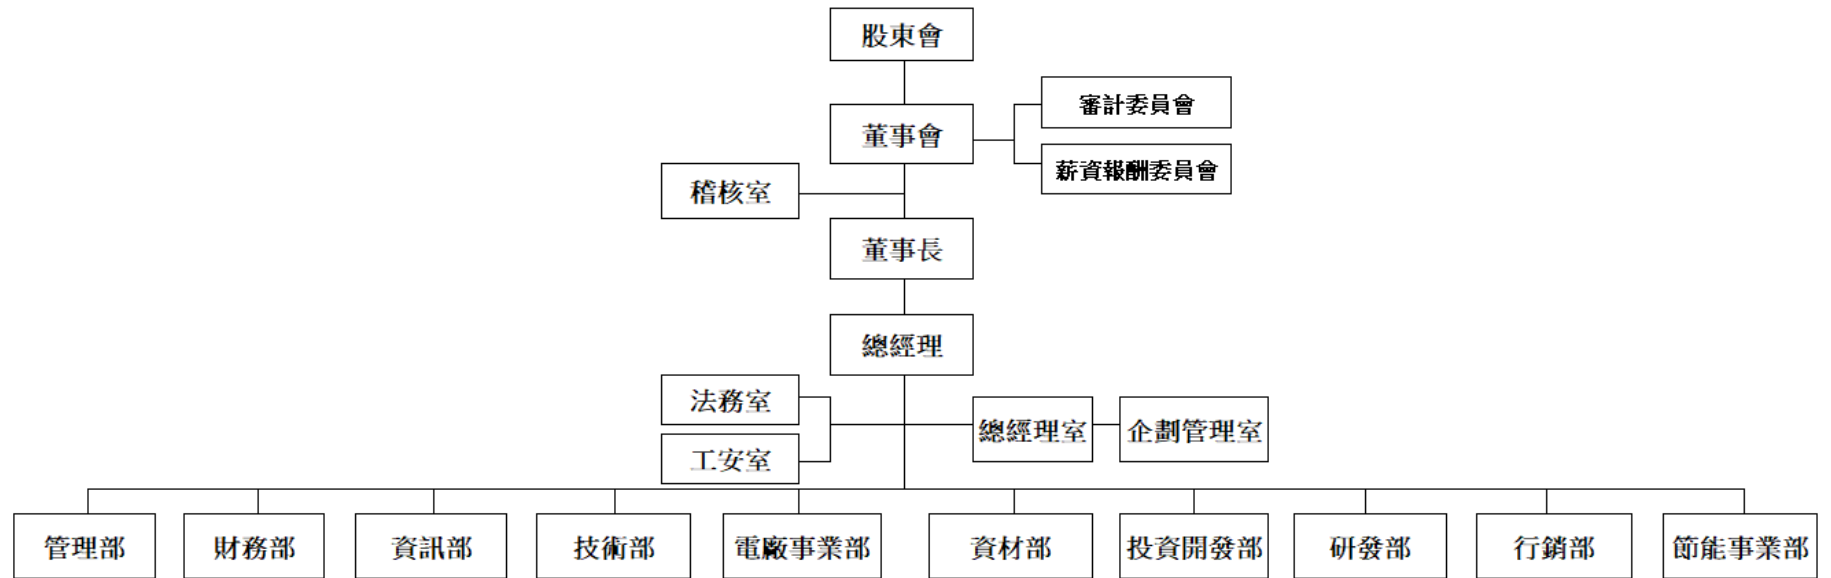 股東會
審計委員會
董事會
薪資報酬委員會
稽核室
董事長
總經理
法務室
總經理室
企劃管理室
工安室
管理部
財務部
資訊部
技術部
電廠事業部
資材部
投資開發部
研發部
行銷部
節能事業部